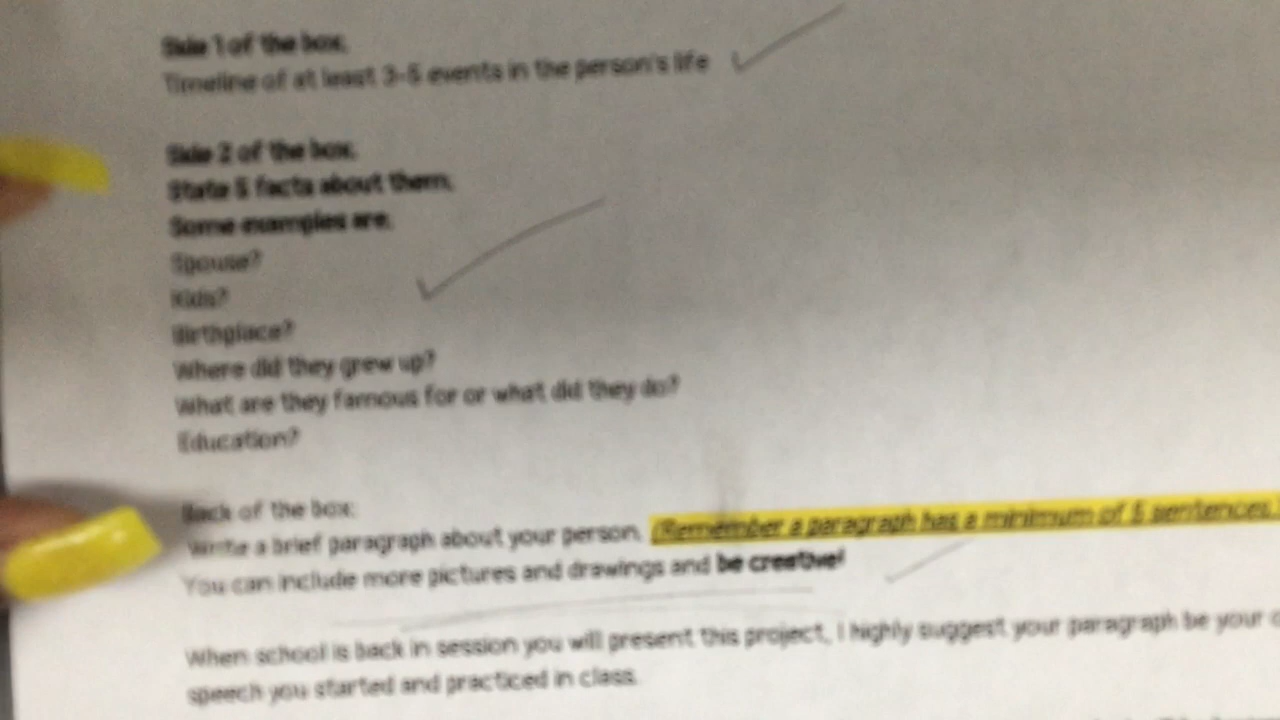 Side 1 of the box:
Timeline of at least 3-5 events in the person's life
Side 2 of the box:
State 5 facts about them.
Some examples are:
Spouse?
Kids?
Birthplace?
Where did they grew up?
What are they famous for or what did they do?
Education?
Back of the box:
Write a brief paragraph about your person. (Remember a paragraph has a minimum of 5 sentences.
You can include more pictures and drawings and be creative!
When school is back in session you will present this project, I highly suggest your paragraph be your
speech you started and practiced in class.